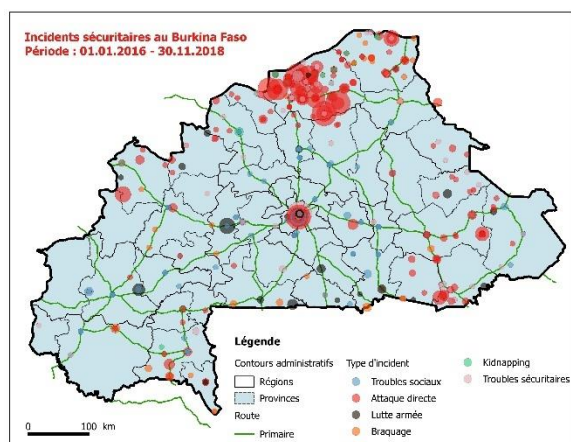 Incidents sécuritaires au Burkina Faso
Période : 01.01.2016 - 30.11.2018
Légende
Contours administratifs
Régions
Provinces
Route
Primaire
Type d'incident
Troubles sociaux
Attaque directe
Lutte armée
Braquage
Kidnapping
Troubles sécuritaires
0 100 km